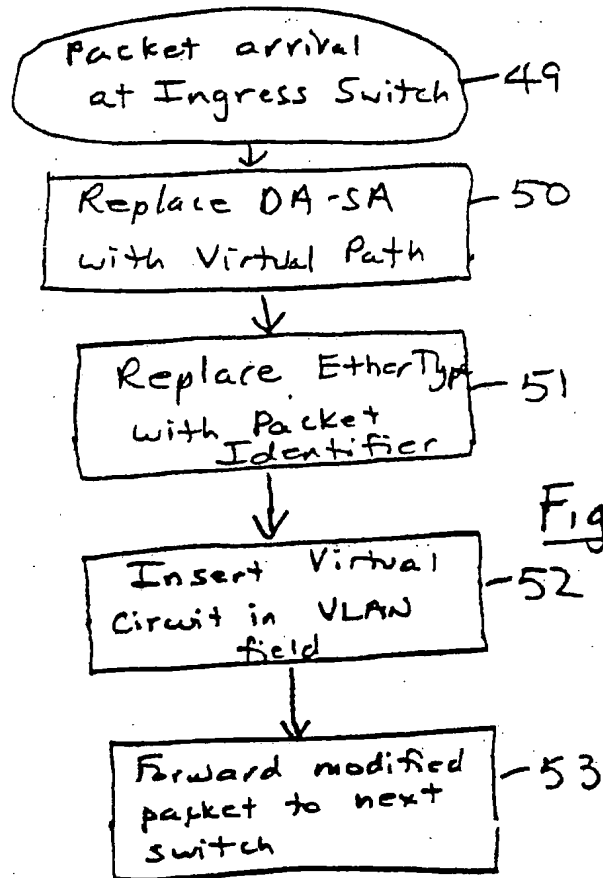 Packet arrival
at Ingress Switch
49
Replace DA-SA
with Virtual Path
50
Replace EtherType
with Packet
Identifier
51
Fig
Insert Virtual
Circuit in VLAN
field
52
Forward modified
packet to next
switch
53